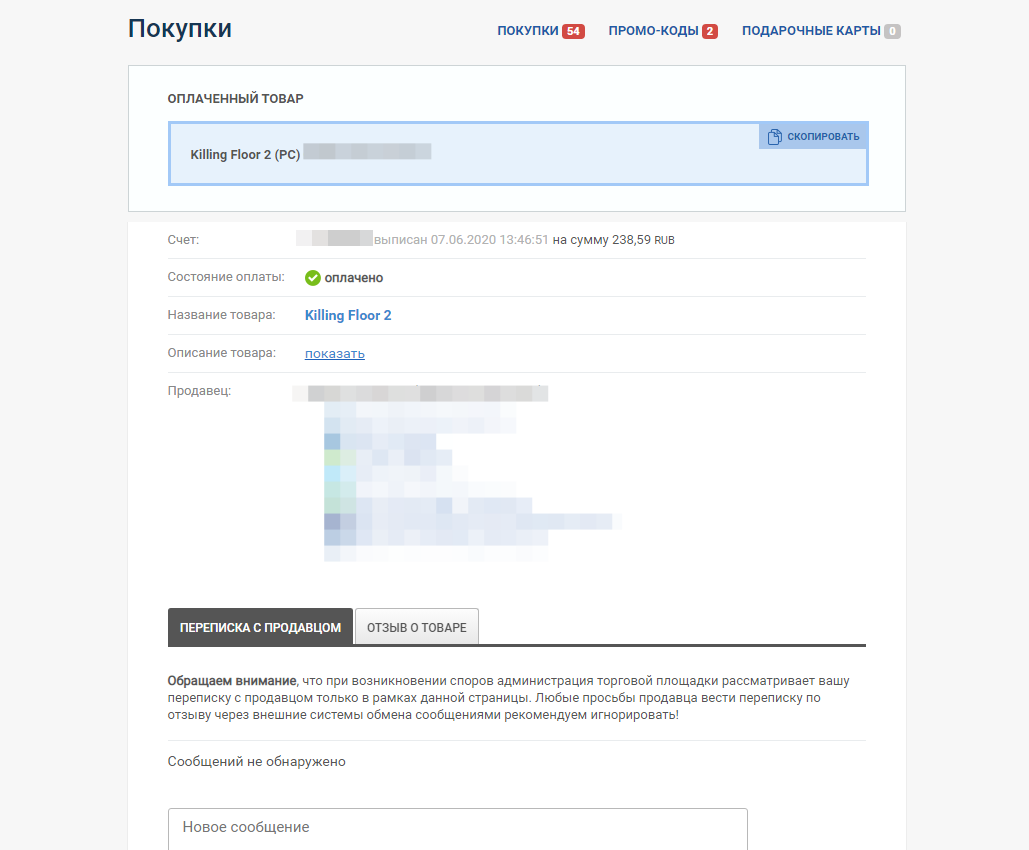 Покупки
ПОКУПКИ 54 ПРОМО-КОДЫ 2 ПОДАРОЧНЫЕ КАРТЫ 0
ОПЛАЧЕННЫЙ ТОВАР
СКОПИРОВАТЬ
Killing Floor 2 (PC)
Счет: выписан 07.06.2020 13:46:51 на сумму 238,59 RUB
Состояние оплаты: оплачено
Название товара: Killing Floor 2
Описание товара: показать
Продавец:
ПЕРЕПИСКА С ПРОДАВЦОМ ОТЗЫВ О ТОВАРЕ
Обращаем внимание, что при возникновении споров администрация торговой площадки рассматривает вашу
переписку с продавцом только в рамках данной страницы. Любые просьбы продавца вести переписку по
отзыву через внешние системы обмена сообщениями рекомендуем игнорировать!
Сообщений не обнаружено
Новое сообщение